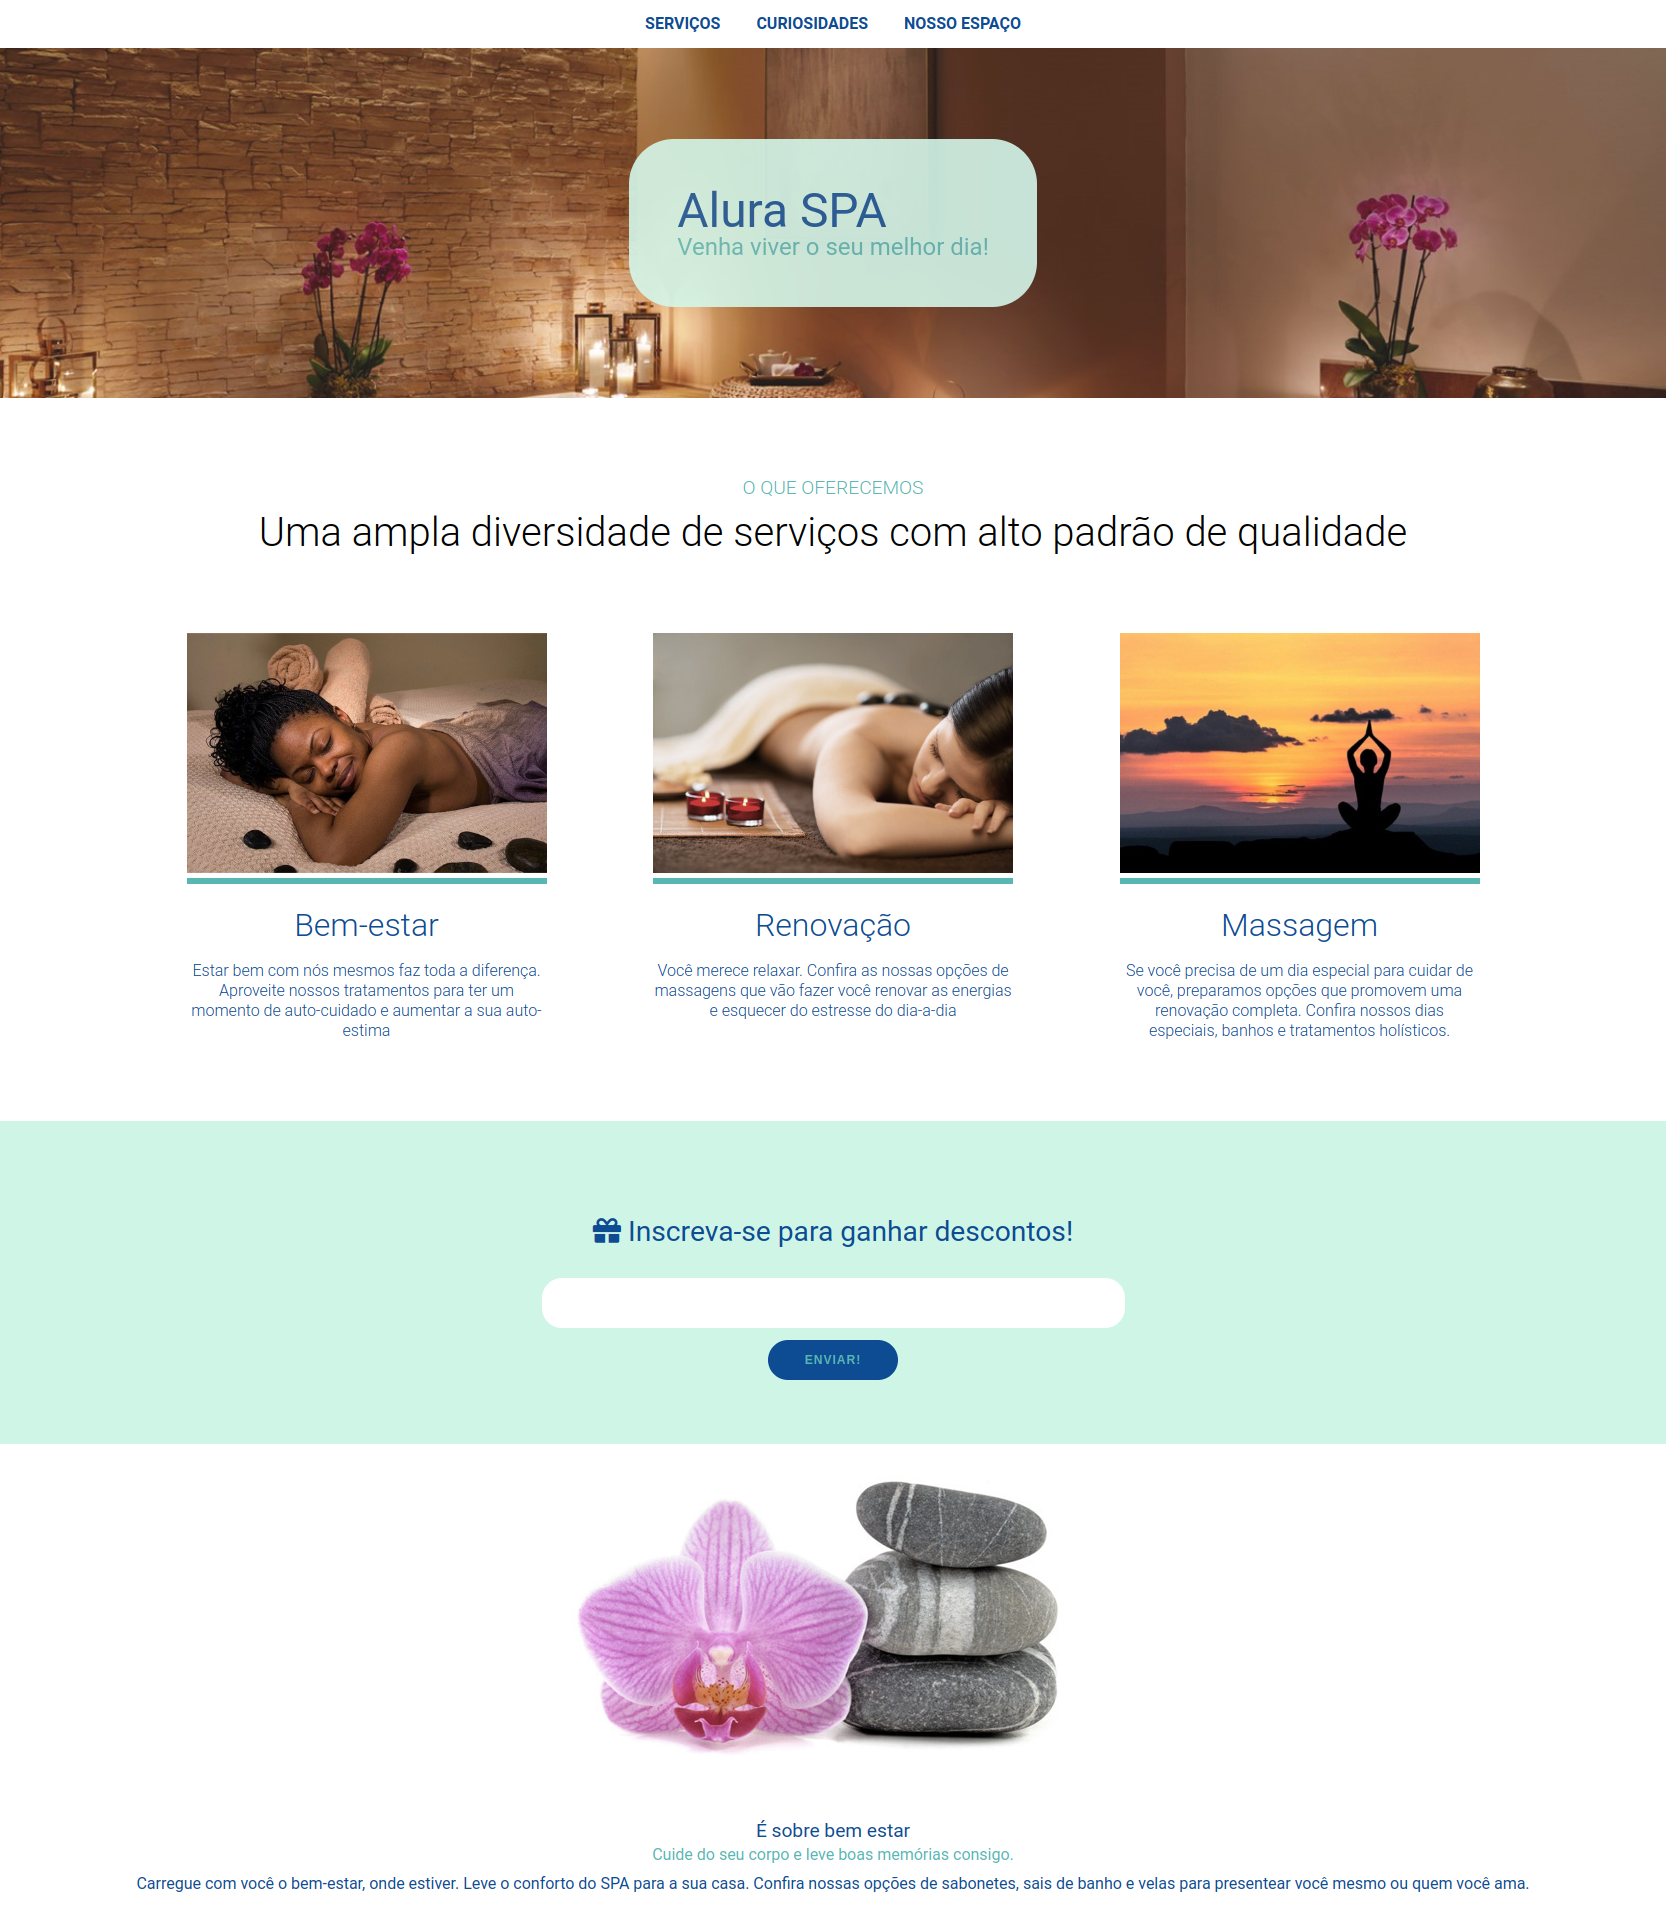 SERVIÇOS CURIOSIDADES NOSSO ESPAÇO
Alura SPA
Venha viver o seu melhor dia!
O QUE OFERECEMOS
Uma ampla diversidade de serviços com alto padrão de qualidade
Bem-estar
Estar bem com nós mesmos faz toda a diferença.
Aproveite nossos tratamentos para ter um
momento de auto-cuidado e aumentar a sua auto-
estima
Renovação
Você merece relaxar. Confira as nossas opções de
massagens que vão fazer você renovar as energias
e esquecer do estresse do dia-a-dia
Massagem
Se você precisa de um dia especial para cuidar de
você, preparamos opções que promovem uma
renovação completa. Confira nossos dias
especiais, banhos e tratamentos holísticos.
Inscreva-se para ganhar descontos!
ENVIAR!
É sobre bem estar
Cuide do seu corpo e leve boas memórias consigo.
Carregue com você o bem-estar, onde estiver. Leve o conforto do SPA para a sua casa. Confira nossas opções de sabonetes, sais de banho e velas para presentear você mesmo ou quem você ama.